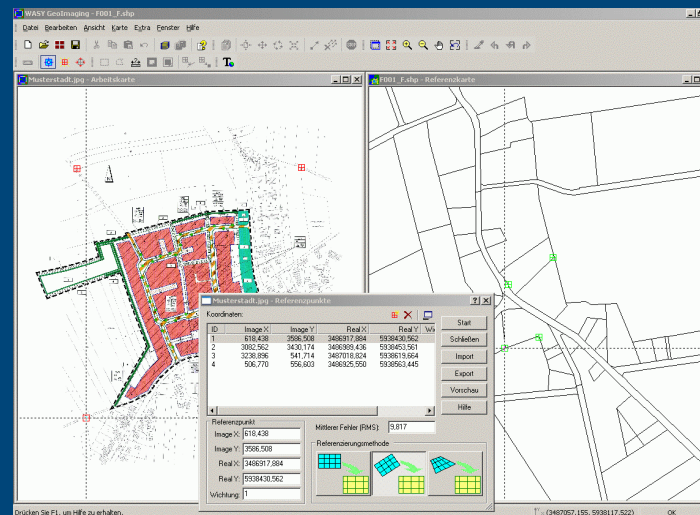 WASY GeoImaging - F001_F.shp
Datei Bearbeiten Ansicht Karte Extra Fenster Hilfe
Musterstadt.jpg - Arbeitskarte
F001_F.shp - Referenzkarte
Musterstadt.jpg - Referenzpunkte
Koordinaten:
ID Image X Image Y Real X Real Y Wi
1 618,438 3586,508 3486917,884 5938430,562
2 3082,562 3430,174 3486989,436 5938453,561
3 3238,896 541,714 3487018,824 5938619,664
4 506,770 556,603 3486925,550 5938563,445
Start
Schließen
Import
Export
Vorschau
Hilfe
Referenzpunkt
Image X: 618,438
Image Y: 3586,508
Real X: 3486917,884
Real Y: 5938430,562
Wichtung: 1
Mittlerer Fehler (RMS): 9,817
Referenzierungsmethode
Drücken Sie F1, um Hilfe zu erhalten.
(3487057,155, 5938117,522) OK